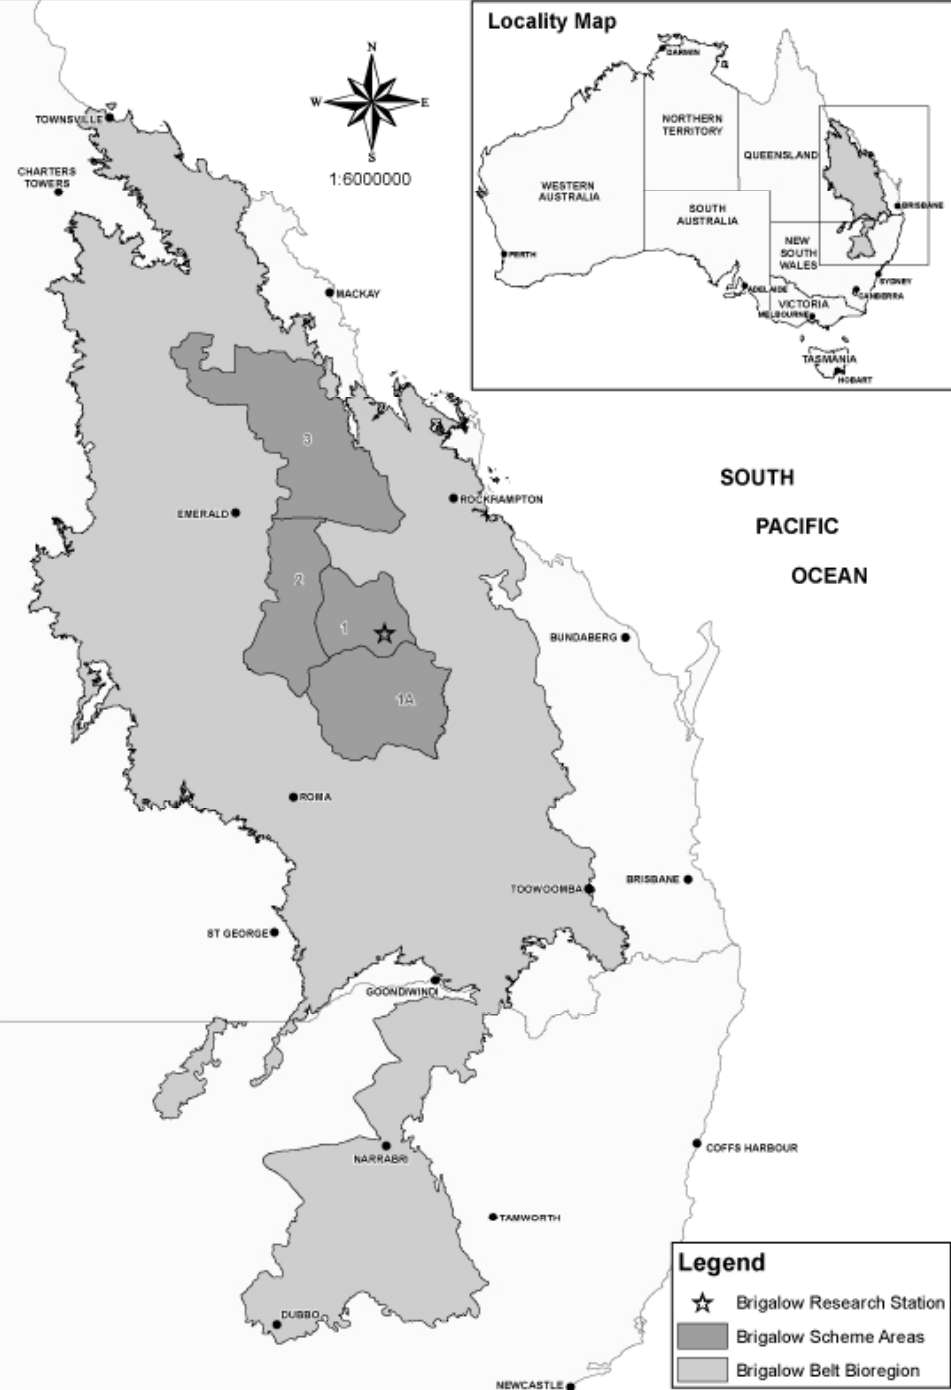 Locality Map
DARWIN
NORTHERN
TERRITORY
QUEENSLAND
WESTERN
AUSTRALIA
SOUTH
AUSTRALIA
BRISBANE
NEW
SOUTH
WALES
PERTH
SYDNEY
ADELAIDE
CANBERRA
VICTORIA
MELBOURNE
TASMANIA
HOBART
N
W
E
S
1:6000000
TOWNSVILLE
CHARTERS
TOWERS
MACKAY
3
ROCKHAMPTON
EMERALD
SOUTH
PACIFIC
OCEAN
2
1
BUNDABERG
1A
ROMA
TOOWOOMBA
BRISBANE
ST GEORGE
GOONDIWINDI
NARRABRI
COFFS HARBOUR
TAMWORTH
DUBBO
NEWCASTLE
Legend
Brigalow Research Station
Brigalow Scheme Areas
Brigalow Belt Bioregion